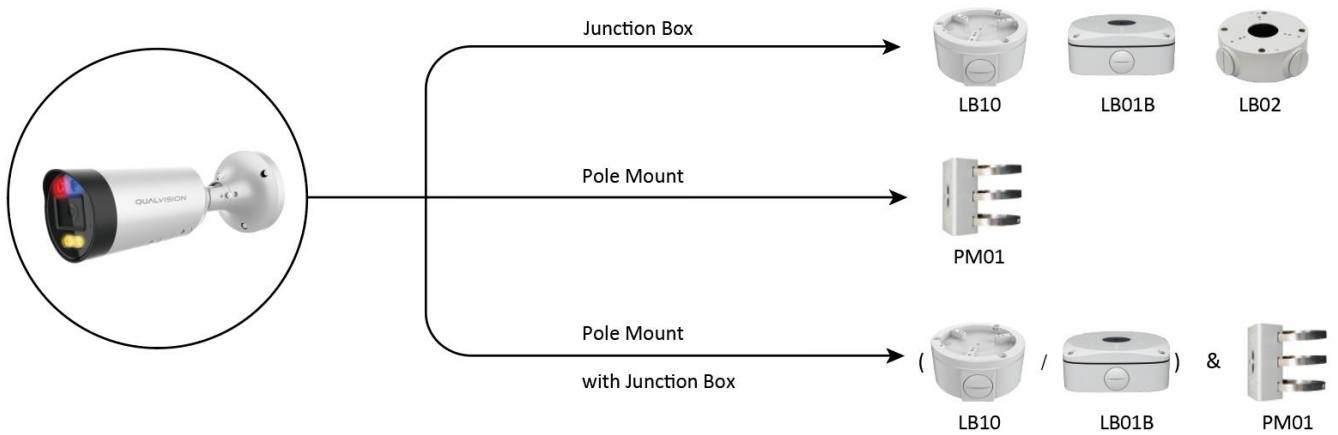 Junction Box
LB10
LB01B
LB02
QUALVISION
Pole Mount
PM01
Pole Mount
with Junction Box
( / ) &
LB10
LB01B
PM01